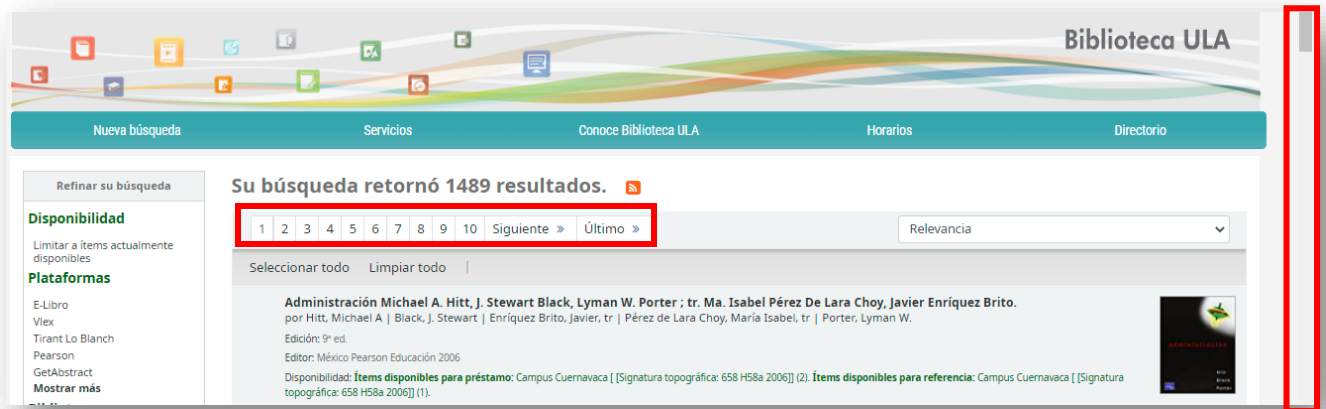 Biblioteca ULA
Nueva búsqueda
Servicios
Conoce Biblioteca ULA
Horarios
Directorio
Refinar su búsqueda
Disponibilidad
Limitar a ítems actualmente
disponibles
Plataformas
E-Libro
Vlex
Tirant Lo Blanch
Pearson
GetAbstract
Mostrar más
Su búsqueda retornó 1489 resultados.
1 2 3 4 5 6 7 8 9 10 Siguiente » Último »
Relevancia
Seleccionar todo Limpiar todo |
Administración Michael A. Hitt, J. Stewart Black, Lyman W. Porter ; tr. Ma. Isabel Pérez De Lara Choy, Javier Enríquez Brito.
por Hitt, Michael A | Black, J. Stewart | Enríquez Brito, Javier, tr | Pérez de Lara Choy, María Isabel, tr | Porter, Lyman W.
Edición: 9ª ed.
Editor: México Pearson Educación 2006
Disponibilidad: Ítems disponibles para préstamo: Campus Cuernavaca [ [Signatura topográfica: 658 H58a 2006]] (2). Ítems disponibles para referencia: Campus Cuernavaca [ [Signatura
topográfica: 658 H58a 2006]] (1).
administración
Hitt
Black
Porter